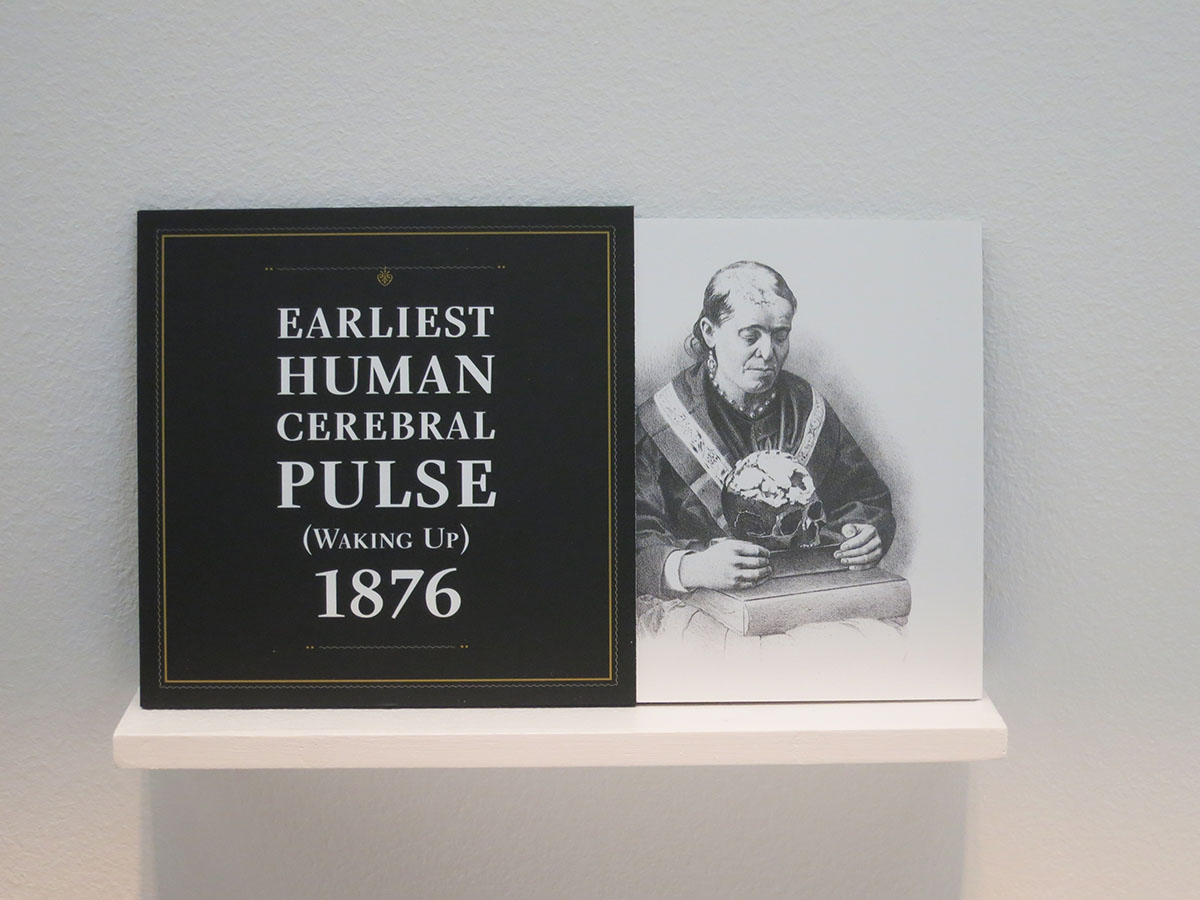 EARLIEST
HUMAN
CEREBRAL
PULSE
(WAKING UP)
1876